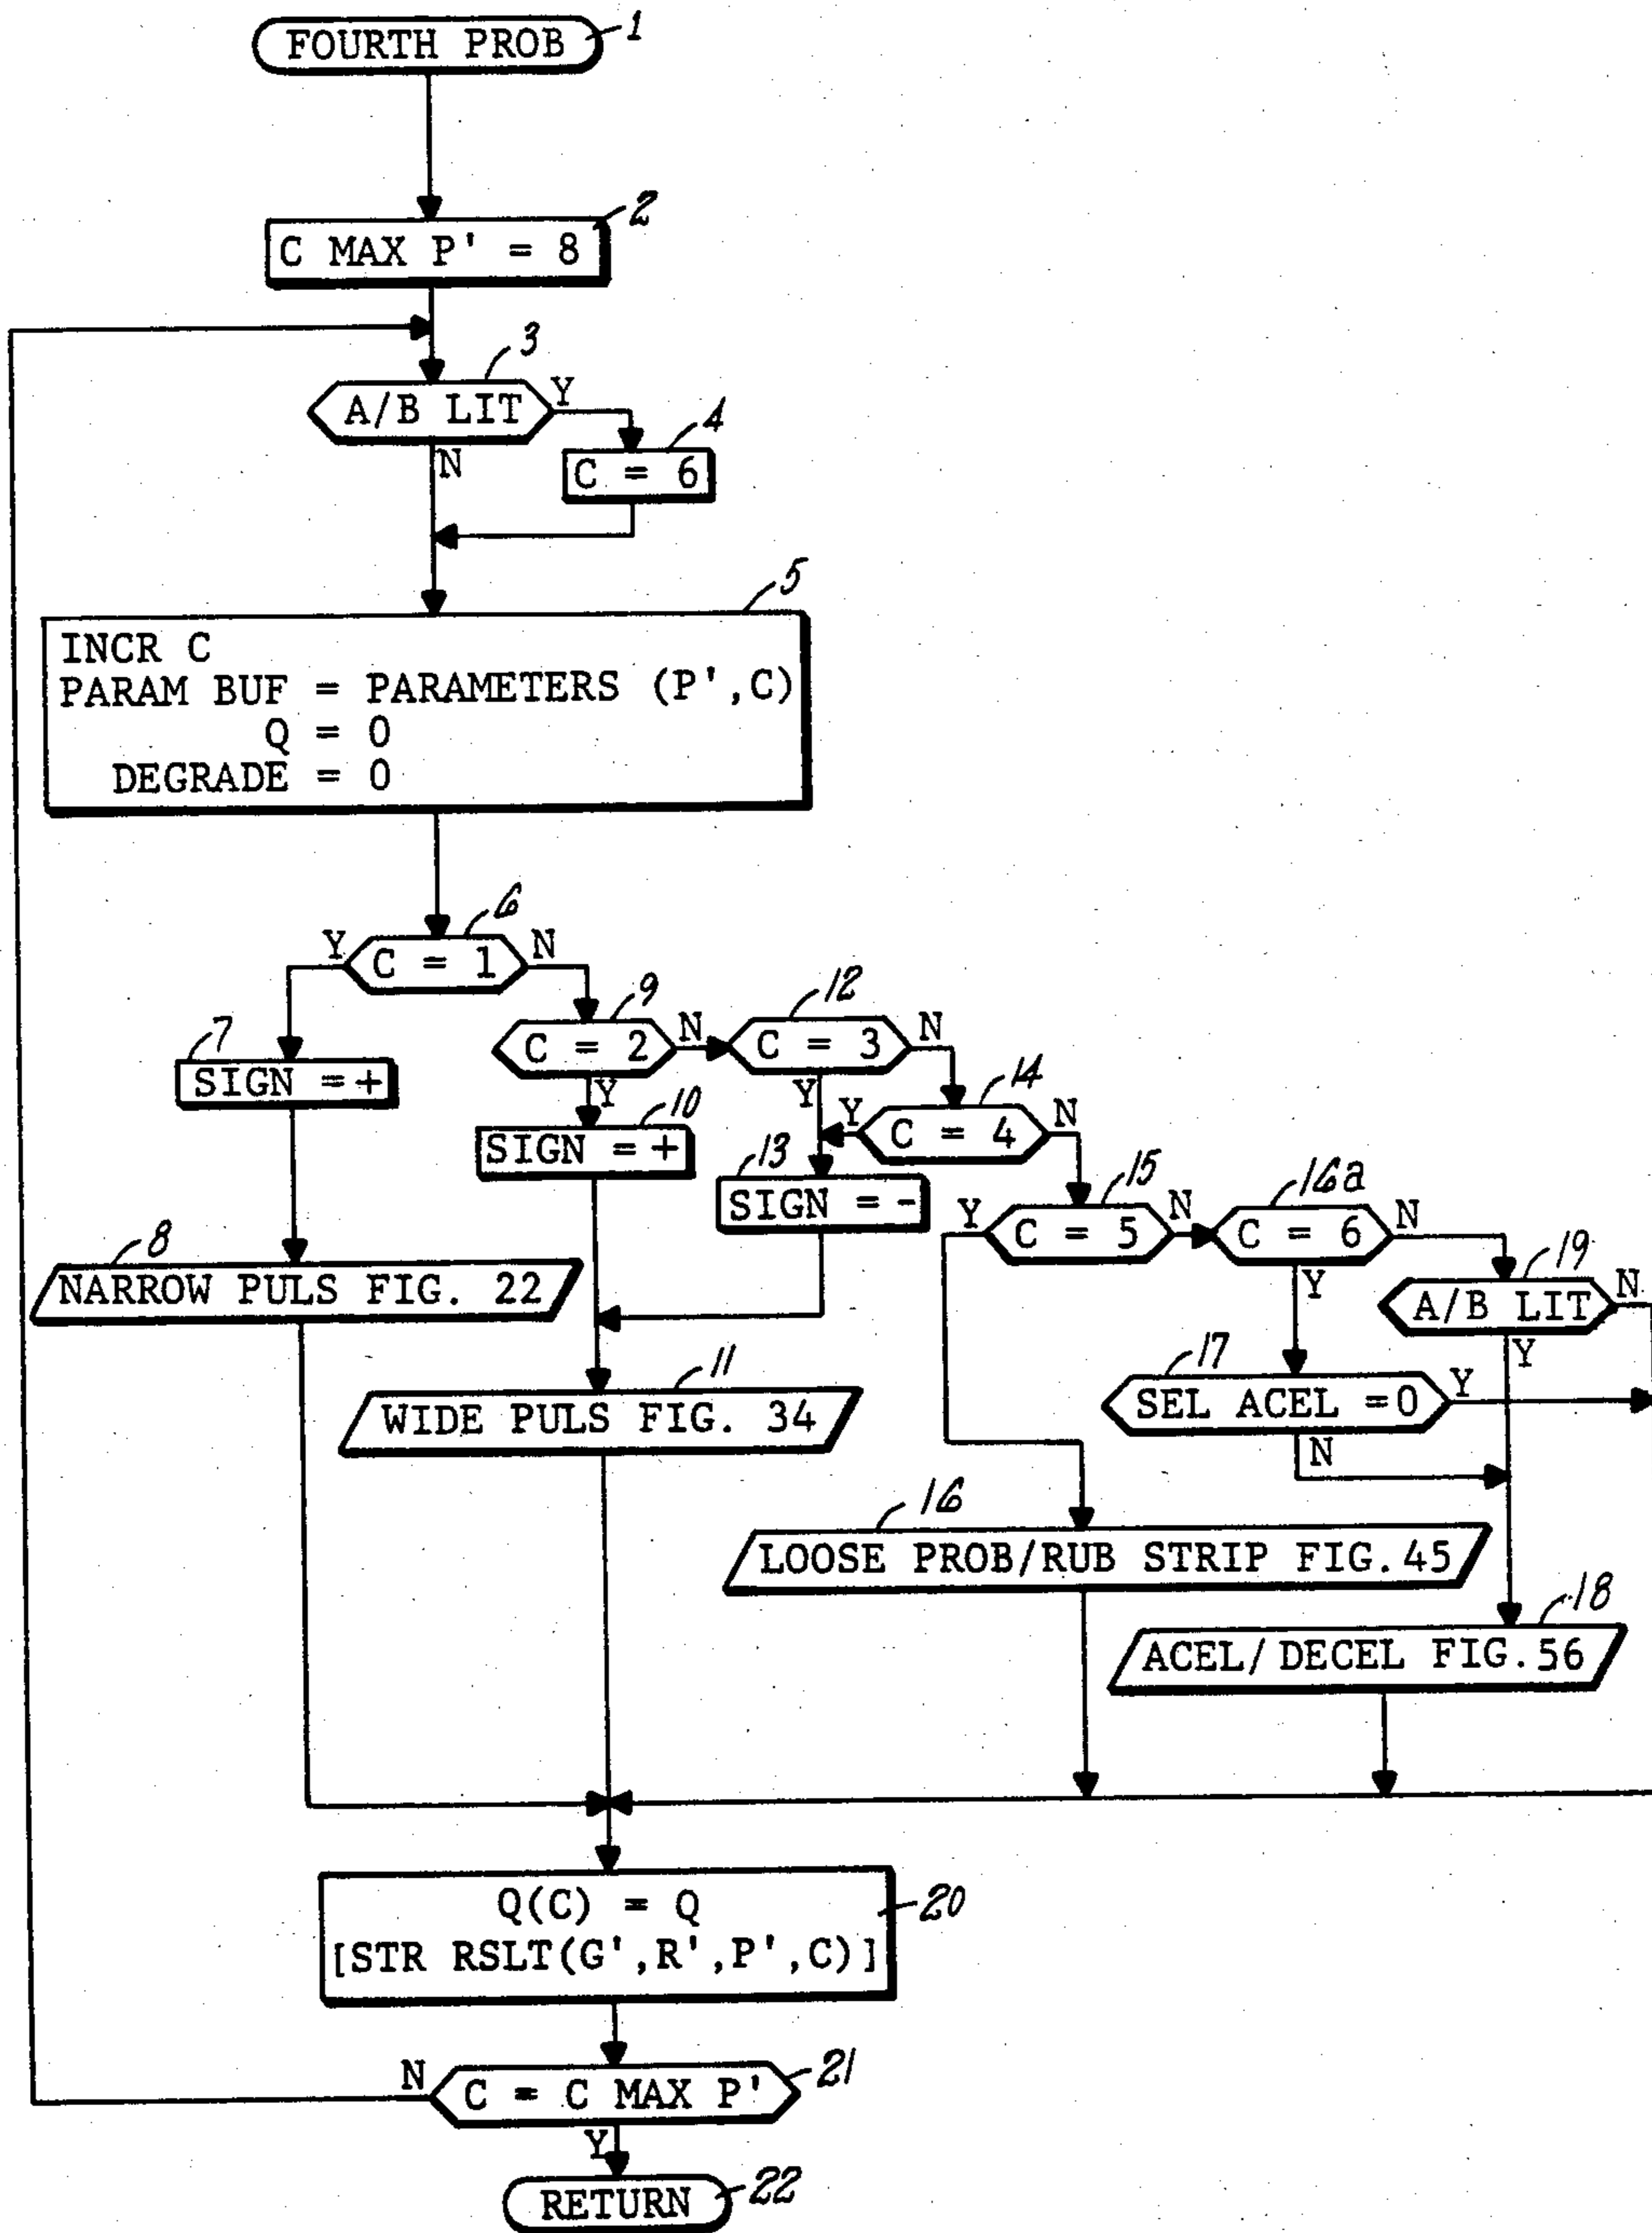 FOURTH PROB
1
C MAX P' = 8
2
A/B LIT
3
Y
N
C = 6
4
5
INCR C
PARAM BUF = PARAMETERS (P',C)
Q = 0
DEGRADE = 0
6
Y
C = 1
N
7
SIGN = +
9
C = 2
N
Y
10
SIGN = +
12
C = 3
N
Y
14
Y
C = 4
N
13
SIGN = -
15
Y
C = 5
N
16a
C = 6
N
Y
19
A/B LIT
N
Y
8
NARROW PULS FIG. 22
17
SEL ACEL = 0
Y
N
11
WIDE PULS FIG. 34
16
LOOSE PROB/RUB STRIP FIG.45
18
ACEL/DECEL FIG.56
Q(C) = Q
[STR RSLT(G',R',P',C)]
20
N
C = C MAX P'
21
Y
RETURN
22